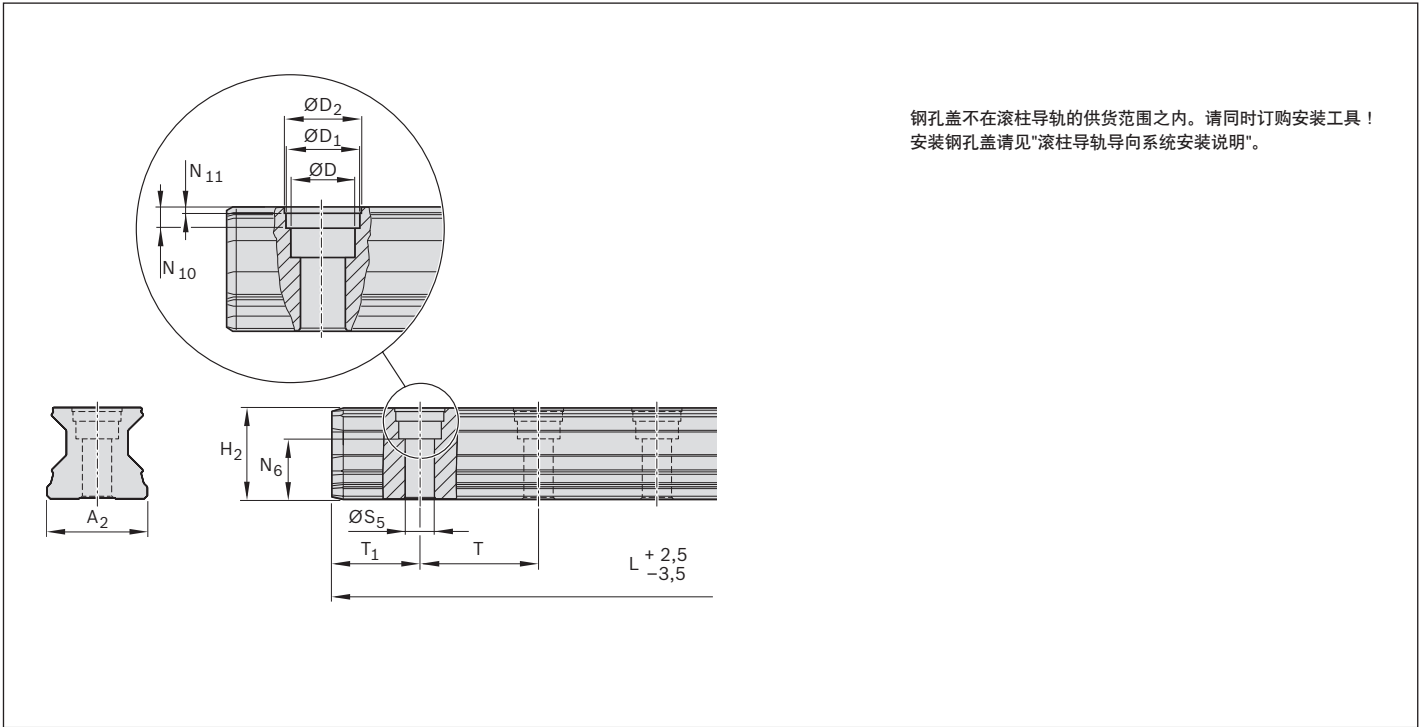 钢孔盖不在滚柱导轨的供货范围之内。请同时订购安装工具！
安装钢孔盖请见"滚柱导轨导向系统安装说明"。
ØD2
ØD1
ØD
N11
N10
H2
N6
A2
ØS5
T1
T
L +2,5
−3,5